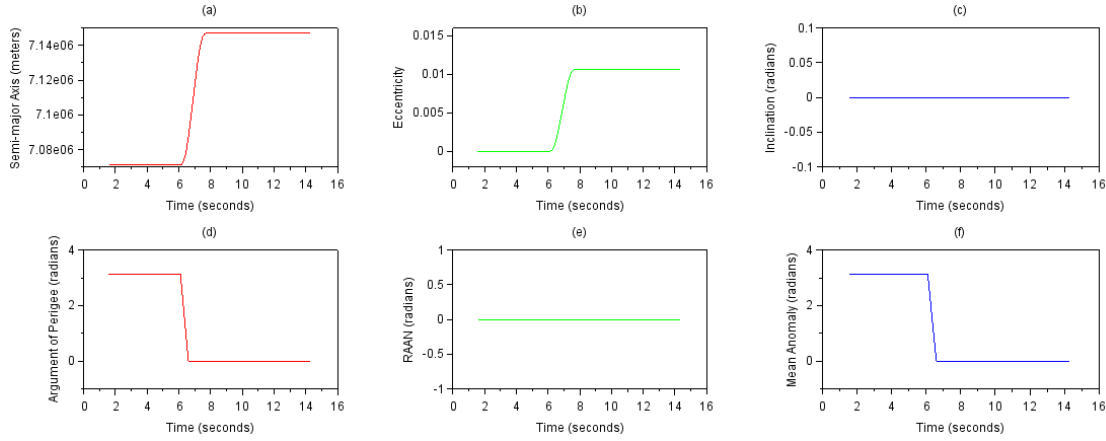 (a)
7.14e06
7.12e06
7.1e06
7.08e06
Semi-major Axis (meters)
0 2 4 6 8 10 12 14 16
Time (seconds)
(b)
0.015
0.01
0.005
0
Eccentricity
0 2 4 6 8 10 12 14 16
Time (seconds)
(c)
0.1
0.05
0
-0.05
-0.1
Inclination (radians)
0 2 4 6 8 10 12 14 16
Time (seconds)
(d)
4
2
0
Argument of Perigee (radians)
0 2 4 6 8 10 12 14 16
Time (seconds)
(e)
1
0.5
0
-0.5
-1
RAAN (radians)
0 2 4 6 8 10 12 14 16
Time (seconds)
(f)
4
2
0
Mean Anomaly (radians)
0 2 4 6 8 10 12 14 16
Time (seconds)